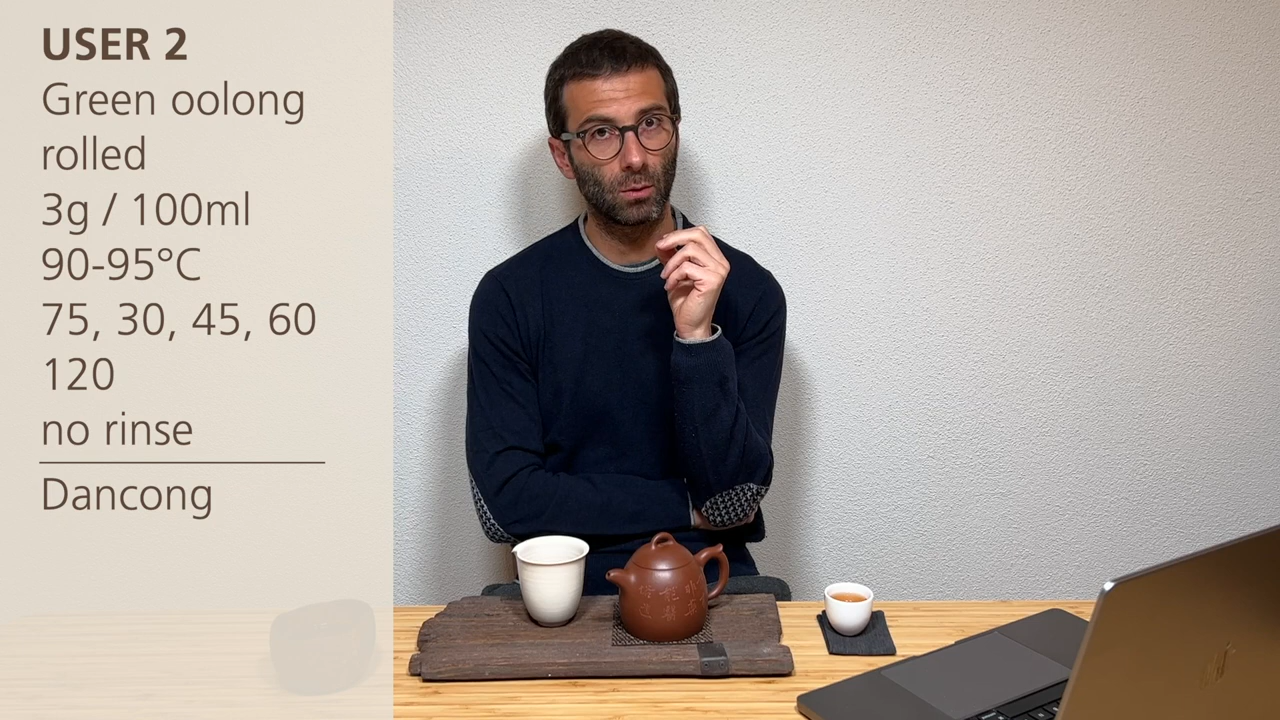 USER 2
Green oolong
rolled
3g / 100ml
90-95°C
75, 30, 45, 60
120
no rinse
Dancong